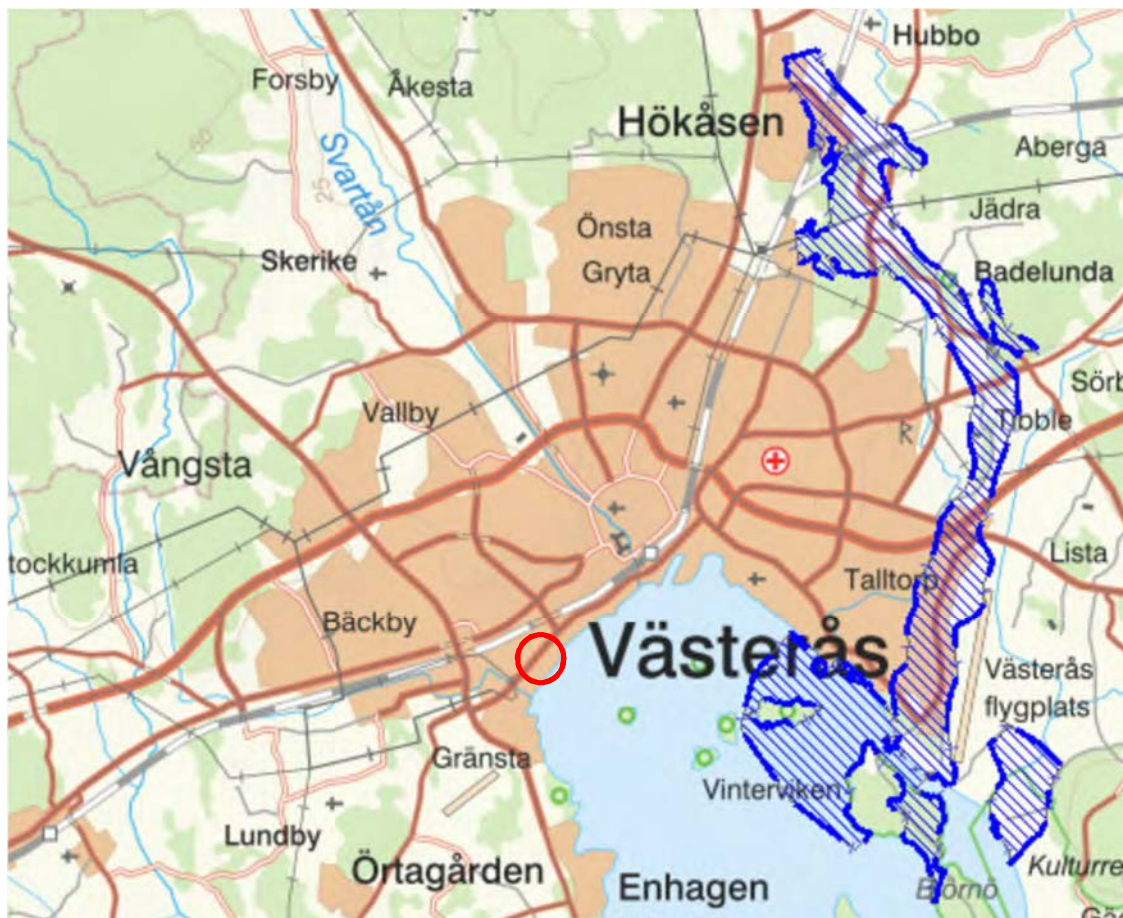 Hubbo
Forsby
Åkesta
Hökåsen
Aberga
Svartån
60
25
Jädra
Önsta
Gryta
Skerike
Badelunda
Vallby
Tibble
Vångsta
Talltorp
Lista
tockkumla
Bäckby
Västerås
Västerås
flygplats
Gränsta
Vinterviken
Lundby
Örtagården
Enhagen
Björnö
Kulturre